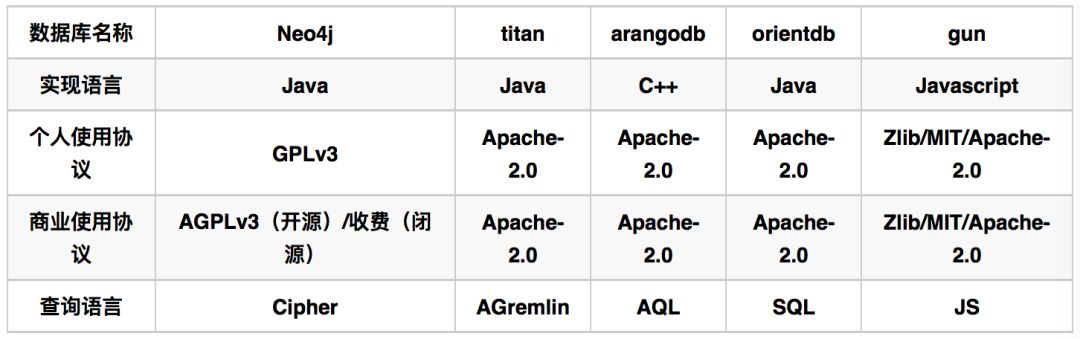 数据库名称 Neo4j titan arangodb orientdb gun
实现语言 Java Java C++ Java Javascript
个人使用协议 GPLv3 Apache-2.0 Apache-2.0 Apache-2.0 Zlib/MIT/Apache-2.0
商业使用协议 AGPLv3（开源）/收费（闭源） Apache-2.0 Apache-2.0 Apache-2.0 Zlib/MIT/Apache-2.0
查询语言 Cipher AGremlin AQL SQL JS